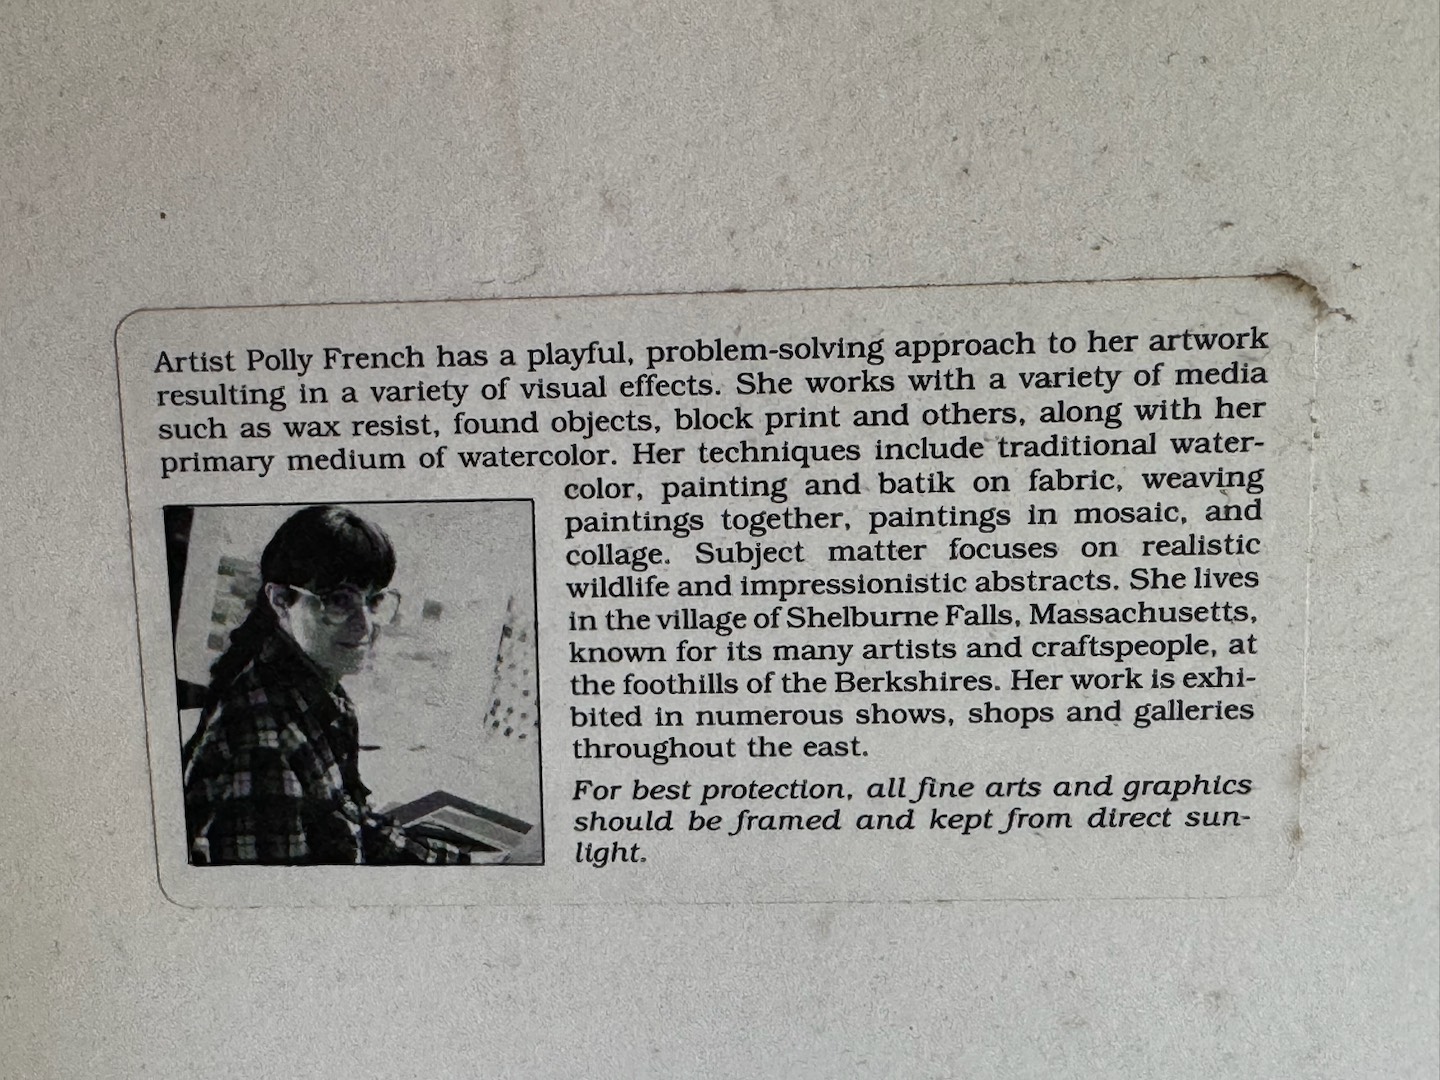 Artist Polly French has a playful, problem-solving approach to her artwork
resulting in a variety of visual effects. She works with a variety of media
such as wax resist, found objects, block print and others, along with her
primary medium of watercolor. Her techniques include traditional water-
color, painting and batik on fabric, weaving
paintings together, paintings in mosaic, and
collage. Subject matter focuses on realistic
wildlife and impressionistic abstracts. She lives
in the village of Shelburne Falls, Massachusetts,
known for its many artists and craftspeople, at
the foothills of the Berkshires. Her work is exhi-
bited in numerous shows, shops and galleries
throughout the east.
For best protection, all fine arts and graphics
should be framed and kept from direct sun-
light.